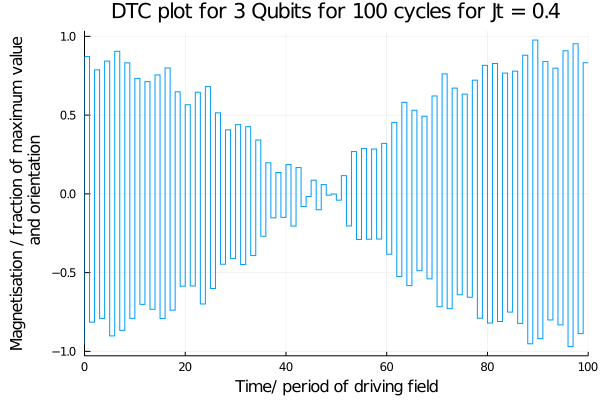 DTC plot for 3 Qubits for 100 cycles for Jt = 0.4
Magnetisation / fraction of maximum value
and orientation
1.0
0.5
0.0
−0.5
−1.0
0
20
40
60
80
100
Time/ period of driving field